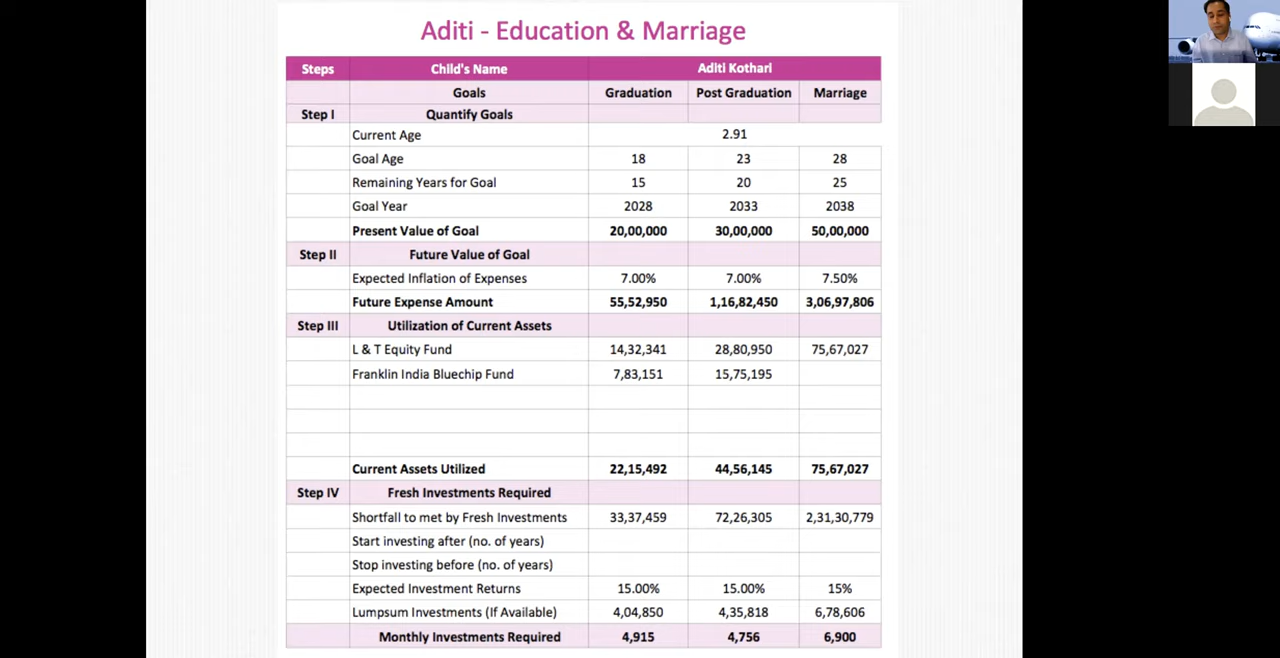 Aditi - Education & Marriage
Steps Child's Name Aditi Kothari
Goals Graduation Post Graduation Marriage
Step I Quantify Goals
Current Age 2.91
Goal Age 18 23 28
Remaining Years for Goal 15 20 25
Goal Year 2028 2033 2038
Present Value of Goal 20,00,000 30,00,000 50,00,000
Step II Future Value of Goal
Expected Inflation of Expenses 7.00% 7.00% 7.50%
Future Expense Amount 55,52,950 1,16,82,450 3,06,97,806
Step III Utilization of Current Assets
L & T Equity Fund 14,32,341 28,80,950 75,67,027
Franklin India Bluechip Fund 7,83,151 15,75,195
Current Assets Utilized 22,15,492 44,56,145 75,67,027
Step IV Fresh Investments Required
Shortfall to met by Fresh Investments 33,37,459 72,26,305 2,31,30,779
Start investing after (no. of years)
Stop investing before (no. of years)
Expected Investment Returns 15.00% 15.00% 15%
Lumpsum Investments (If Available) 4,04,850 4,35,818 6,78,606
Monthly Investments Required 4,915 4,756 6,900